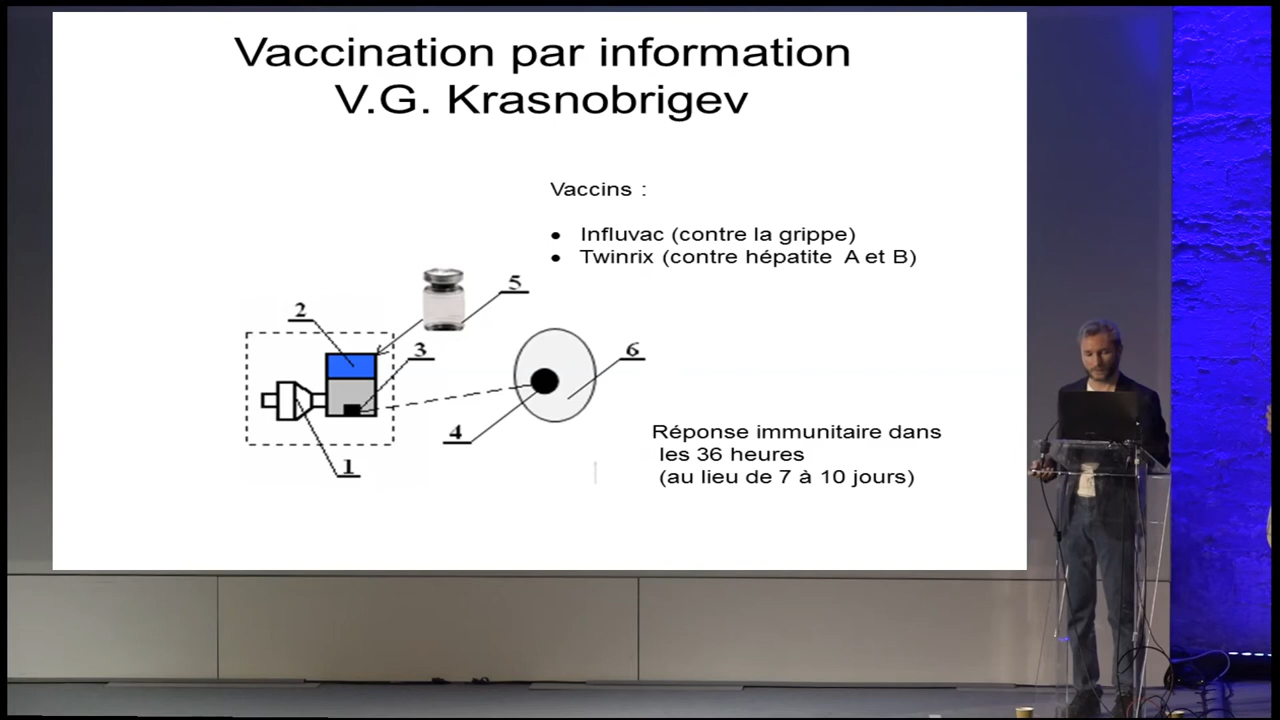 Vaccination par information
V.G. Krasnobrigev
Vaccins :
• Influvac (contre la grippe)
• Twinrix (contre hépatite A et B)
5
2
3
6
4
1
Réponse immunitaire dans
les 36 heures
(au lieu de 7 à 10 jours)